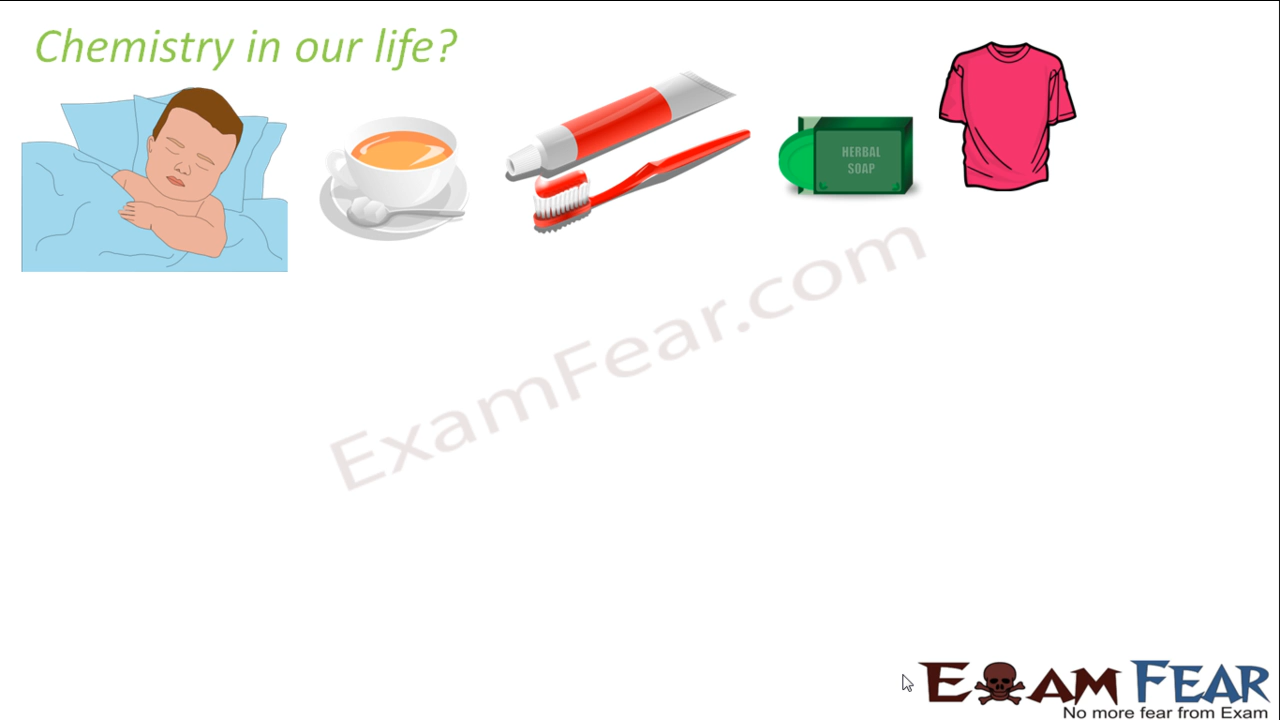 Chemistry in our life?
HERBAL
SOAP
ExamFear.com
EXAM FEAR
No more fear from Exam